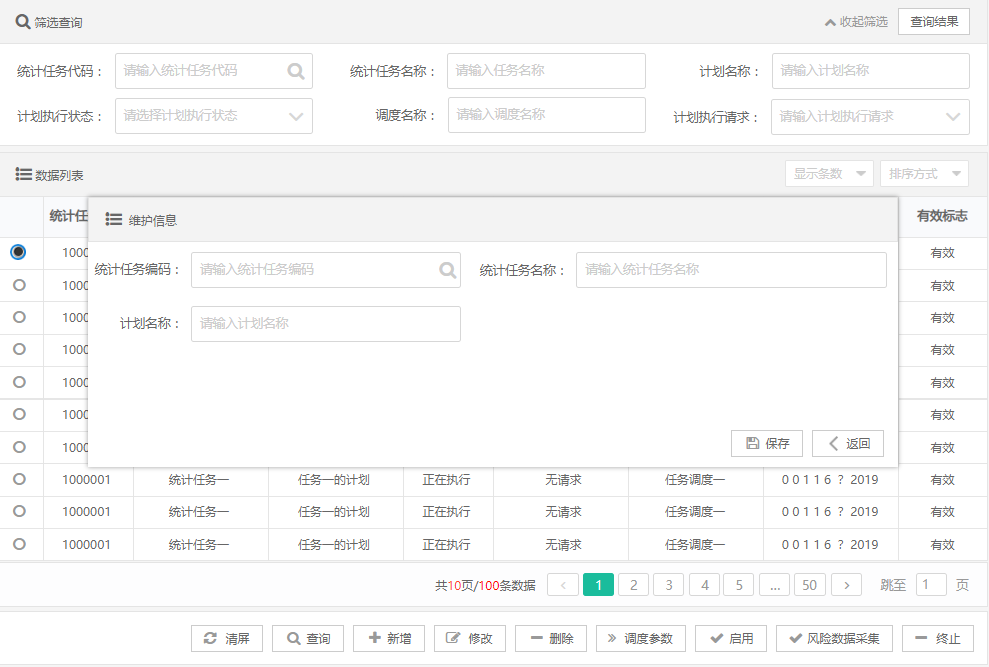 筛选查询 收起筛选 查询结果
统计任务代码： 请输入统计任务代码 统计任务名称： 请输入任务名称 计划名称： 请输入计划名称
计划执行状态： 请选择计划执行状态 调度名称： 请输入调度名称 计划执行请求： 请输入计划执行请求
数据列表 显示条数 排序方式
统计任 有效标志
维护信息
1000 有效
统计任务编码： 请输入统计任务编码 统计任务名称： 请输入统计任务名称
1000 有效
1000 有效
计划名称： 请输入计划名称
1000 有效
1000 有效
1000 有效
1000 有效
保存 返回
1000001 统计任务一 任务一的计划 正在执行 无请求 任务调度一 0 0 1 1 6 ? 2019 有效
1000001 统计任务一 任务一的计划 正在执行 无请求 任务调度一 0 0 1 1 6 ? 2019 有效
1000001 统计任务一 任务一的计划 正在执行 无请求 任务调度一 0 0 1 1 6 ? 2019 有效
共10页/100条数据 < 1 2 3 4 5 ... 50 > 跳至 1 页
清屏 查询 新增 修改 删除 调度参数 启用 风险数据采集 终止